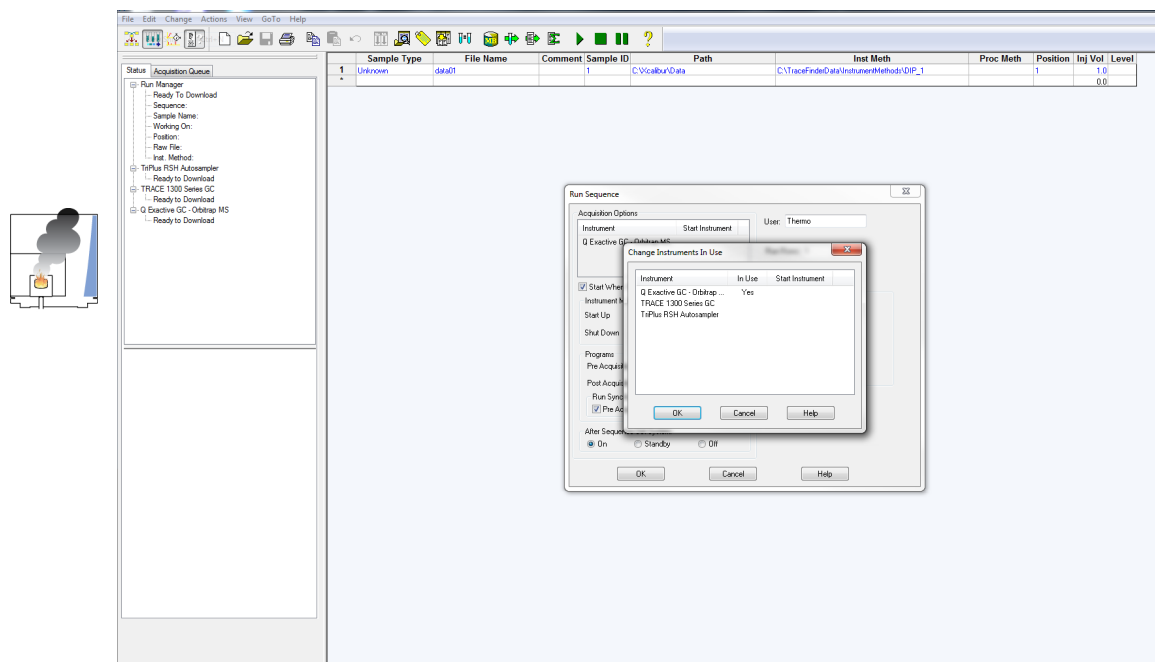 File Edit Change Actions View GoTo Help
Sample Type File Name Comment Sample ID Path Inst Meth Proc Meth Position Inj Vol Level
1 Unknown data01 1 C:\Xcalibur\Data C:\TraceFinderData\InstrumentMethods\DIP_1 1 1.0
* 0.0
Status Acquisition Queue
Run Manager
Ready To Download
Sequence:
Sample Name:
Working On:
Position:
Raw File:
Inst. Method:
TriPlus RSH Autosampler
Ready to Download
TRACE 1300 Series GC
Ready to Download
Q Exactive GC - Orbitrap MS
Ready to Download
Run Sequence
Acquisition Options
User: Thermo
Instrument Start Instrument
Q Exactive GC - Orbitrap MS
Start When
Instrument M
Start Up
Shut Down
Programs
Pre Acquisi
Post Acqui
Run Sync
Pre Ac
After Sequen
On Standby Off
OK Cancel Help
Change Instruments In Use
Instrument In Use Start Instrument
Q Exactive GC - Orbitrap ... Yes
TRACE 1300 Series GC
TriPlus RSH Autosampler
OK Cancel Help